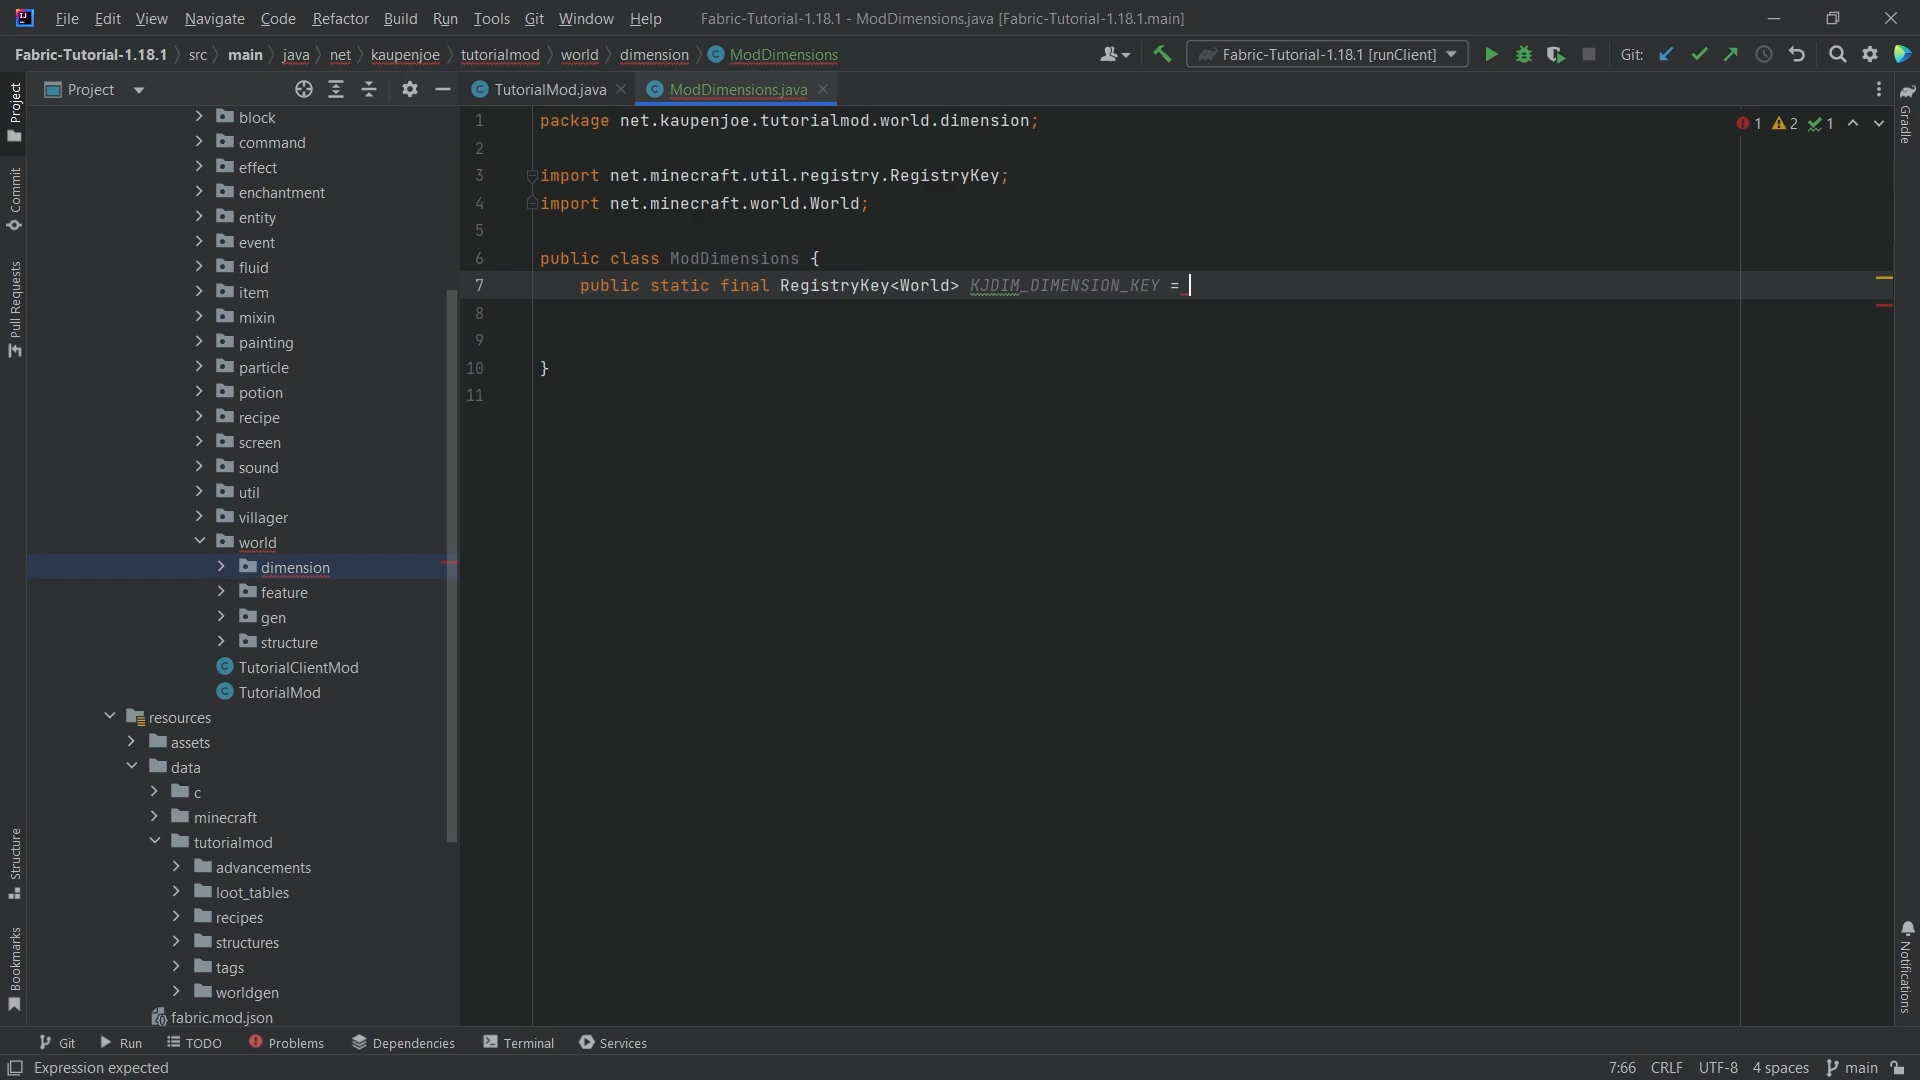 File Edit View Navigate Code Refactor Build Run Tools Git Window Help Fabric-Tutorial-1.18.1 - ModDimensions.java [Fabric-Tutorial-1.18.1.main]
Fabric-Tutorial-1.18.1 src main java net kaupenjoe tutorialmod world dimension ModDimensions Fabric-Tutorial-1.18.1 [runClient] Git:
Project
TutorialMod.java ModDimensions.java
block
command
effect
enchantment
entity
event
fluid
item
mixin
painting
particle
potion
recipe
screen
sound
util
villager
world
dimension
feature
gen
structure
TutorialClientMod
TutorialMod
resources
assets
data
c
minecraft
tutorialmod
advancements
loot_tables
recipes
structures
tags
worldgen
fabric.mod.json
1 package net.kaupenjoe.tutorialmod.world.dimension;
2
3 import net.minecraft.util.registry.RegistryKey;
4 import net.minecraft.world.World;
5
6 public class ModDimensions {
7 public static final RegistryKey<World> KJDIM_DIMENSION_KEY =
8
9
10 }
11
1 2 1
Project
Commit
Pull Requests
Structure
Bookmarks
Gradle
Notifications
Git Run TODO Problems Dependencies Terminal Services
Expression expected 7:66 CRLF UTF-8 4 spaces main